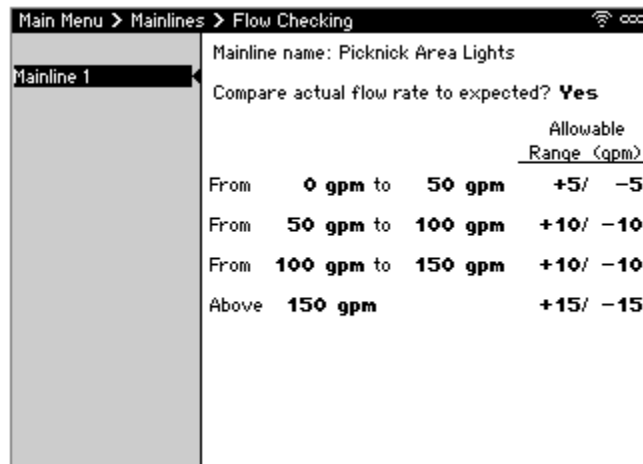 Main Menu > Mainlines > Flow Checking
Mainline 1
Mainline name: Picknick Area Lights
Compare actual flow rate to expected? Yes
Allowable
Range (gpm)
From 0 gpm to 50 gpm +5/ -5
From 50 gpm to 100 gpm +10/ -10
From 100 gpm to 150 gpm +10/ -10
Above 150 gpm +15/ -15